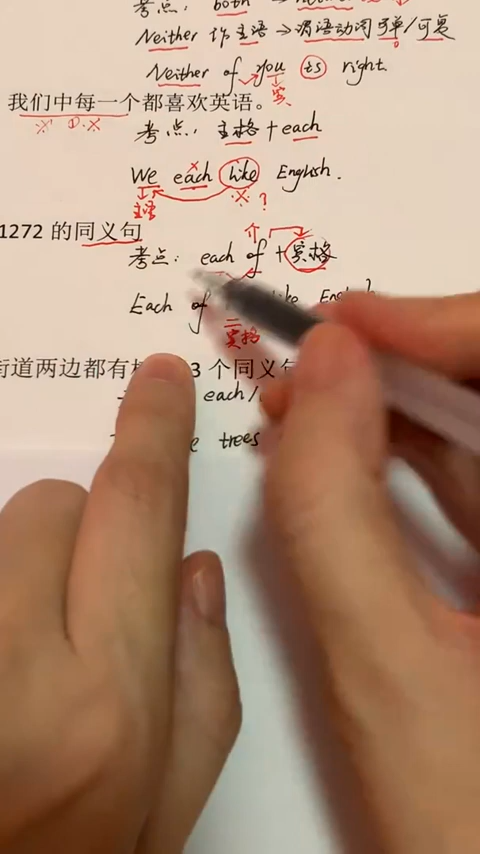 考点: both
Neither 作主语→谓语动词可单/可复
Neither of you is right.
宾
我们中每一个都喜欢英语。
※ ① ※
考点: 主格+each
We each like English.
主语 ※ ?
1272 的同义句
介
考点: each of +宾格
Each of
宾格
街道两边都有 3 个同义句
each/
trees